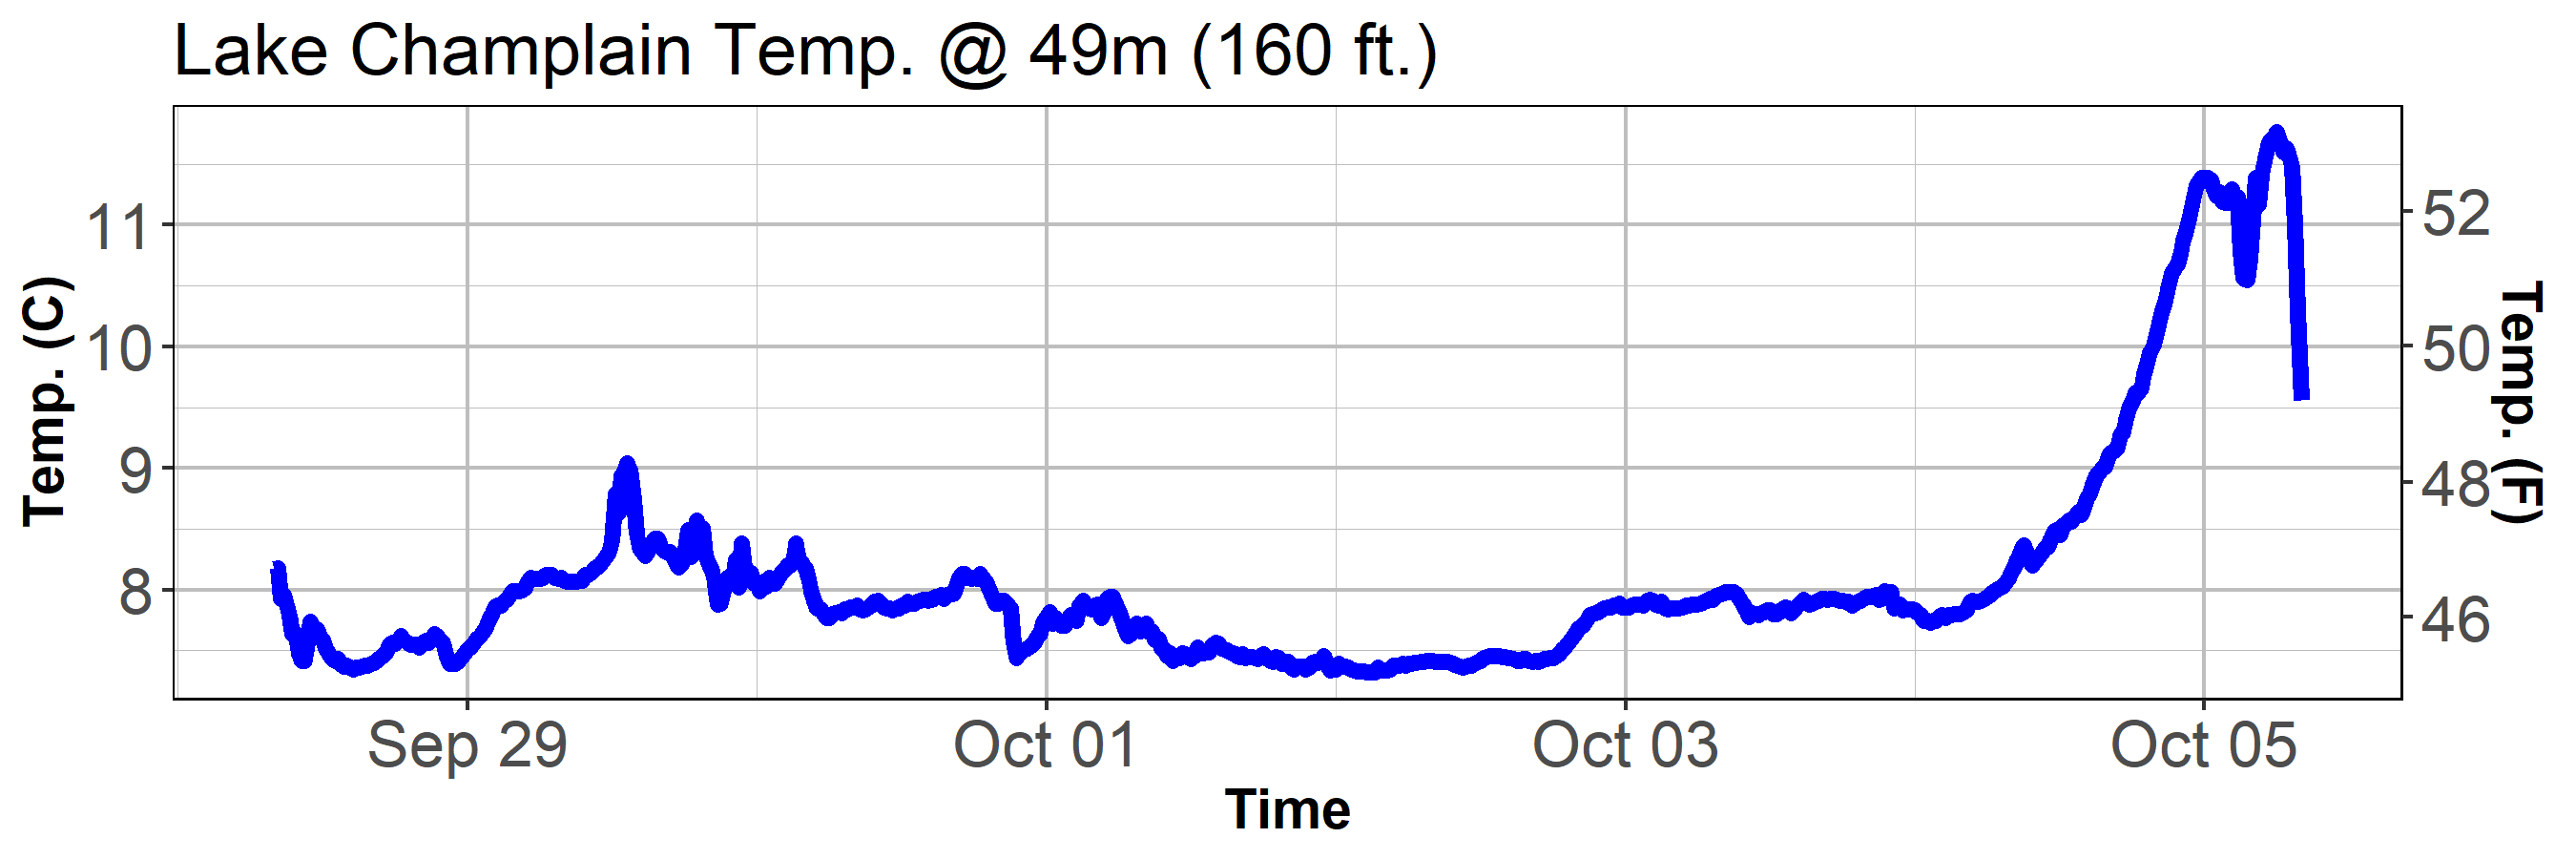 Lake Champlain Temp. @ 49m (160 ft.)
Temp. (C)
11
10
9
8
52
50
48
46
Temp. (F)
Sep 29
Oct 01
Oct 03
Oct 05
Time